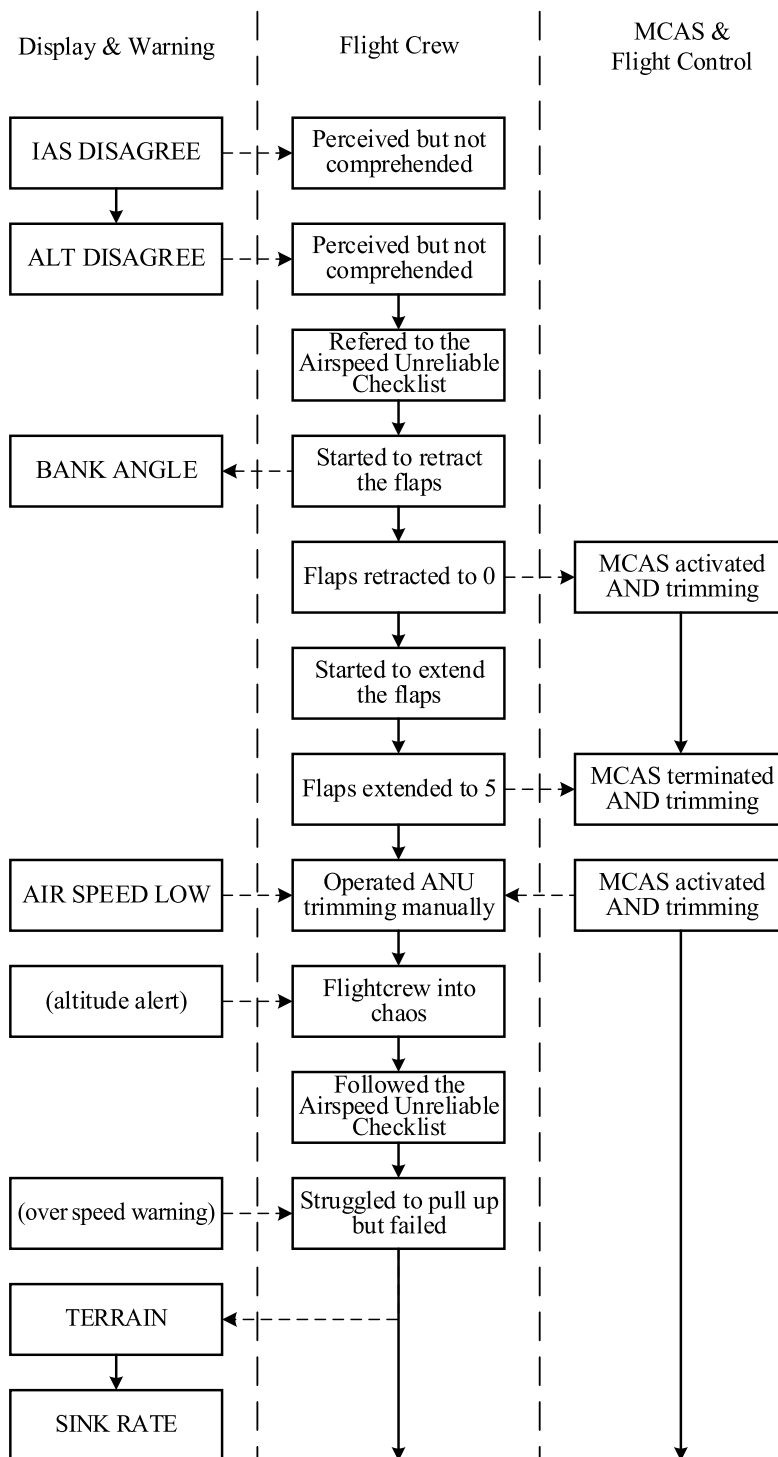 Display & Warning
Flight Crew
MCAS &
Flight Control
IAS DISAGREE
Perceived but not
comprehended
ALT DISAGREE
Perceived but not
comprehended
Refered to the
Airspeed Unreliable
Checklist
BANK ANGLE
Started to retract
the flaps
Flaps retracted to 0
MCAS activated
AND trimming
Started to extend
the flaps
Flaps extended to 5
MCAS terminated
AND trimming
AIR SPEED LOW
Operated ANU
trimming manually
MCAS activated
AND trimming
(altitude alert)
Flightcrew into
chaos
Followed the
Airspeed Unreliable
Checklist
(over speed warning)
Struggled to pull up
but failed
TERRAIN
SINK RATE